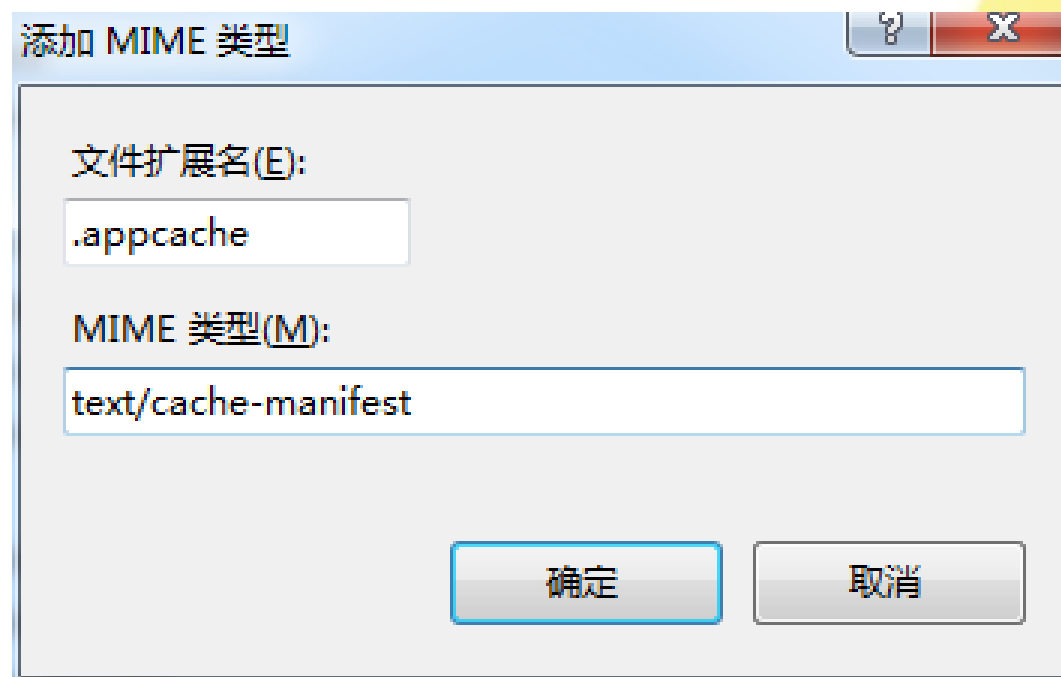 添加 MIME 类型
文件扩展名(E):
.appcache
MIME 类型(M):
text/cache-manifest
确定 取消